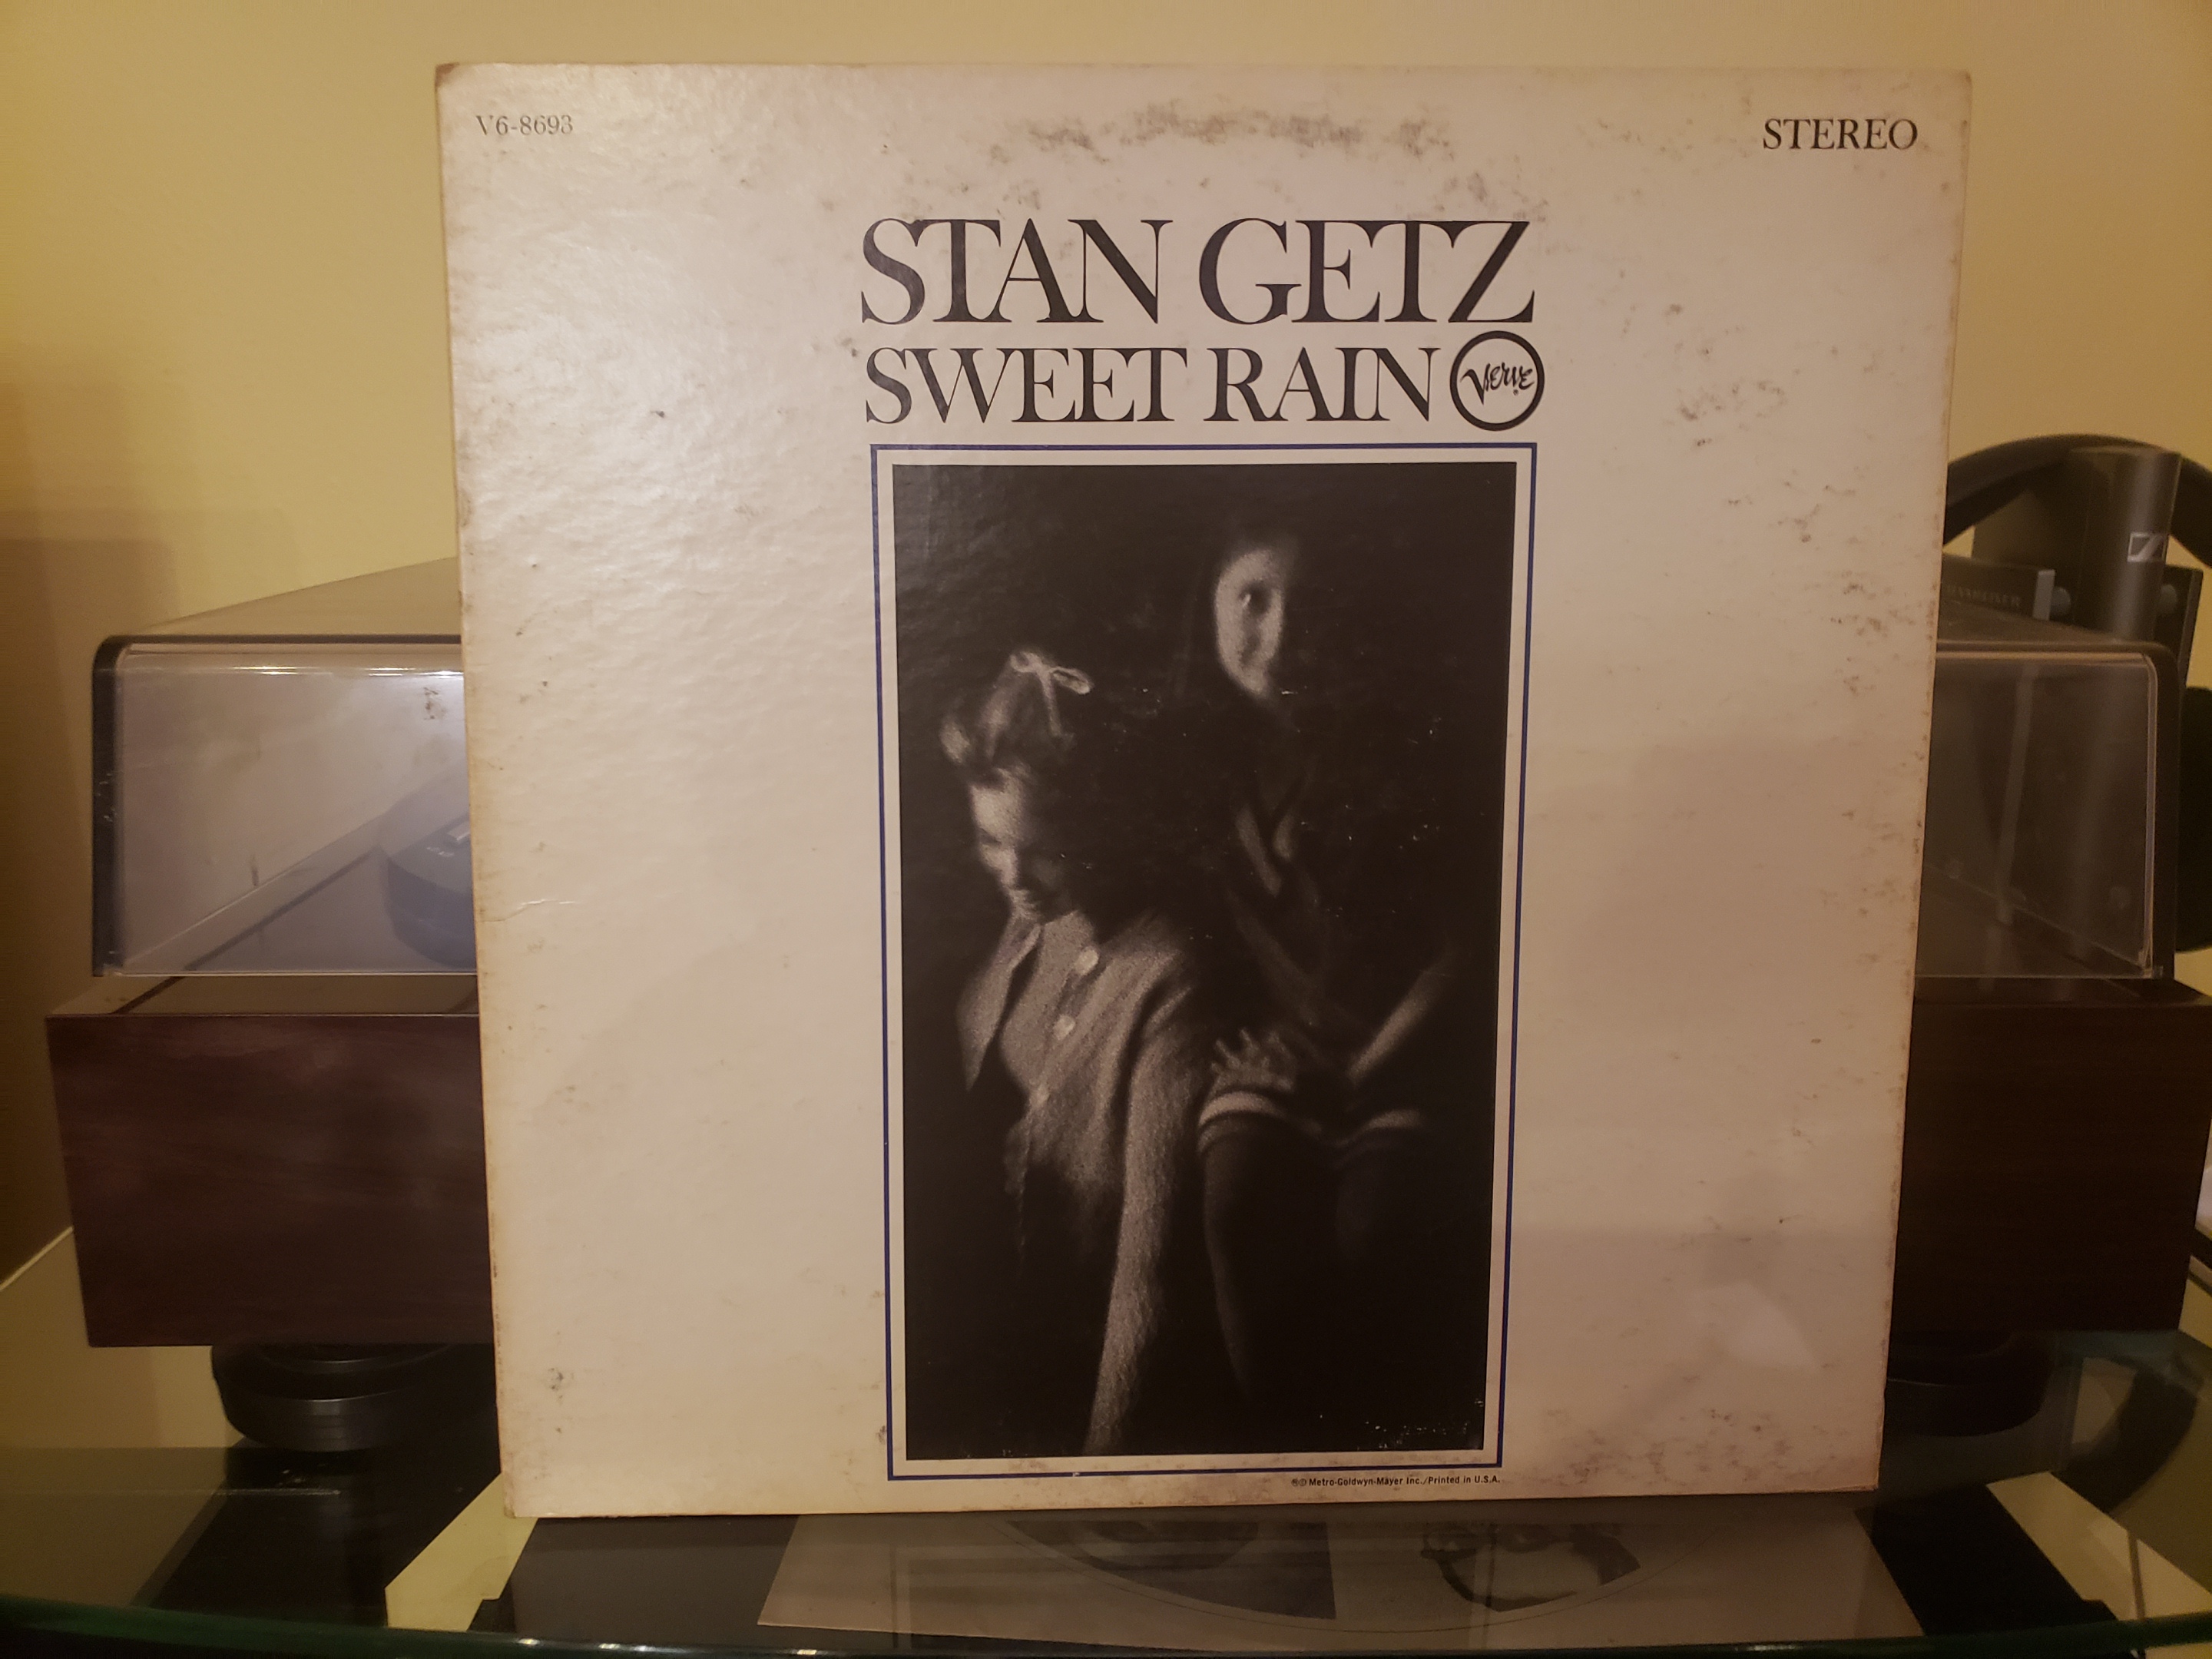 V6-8693
STEREO
STAN GETZ
SWEET RAIN
Verve
℗© Metro-Goldwyn-Mayer Inc./Printed in U.S.A.